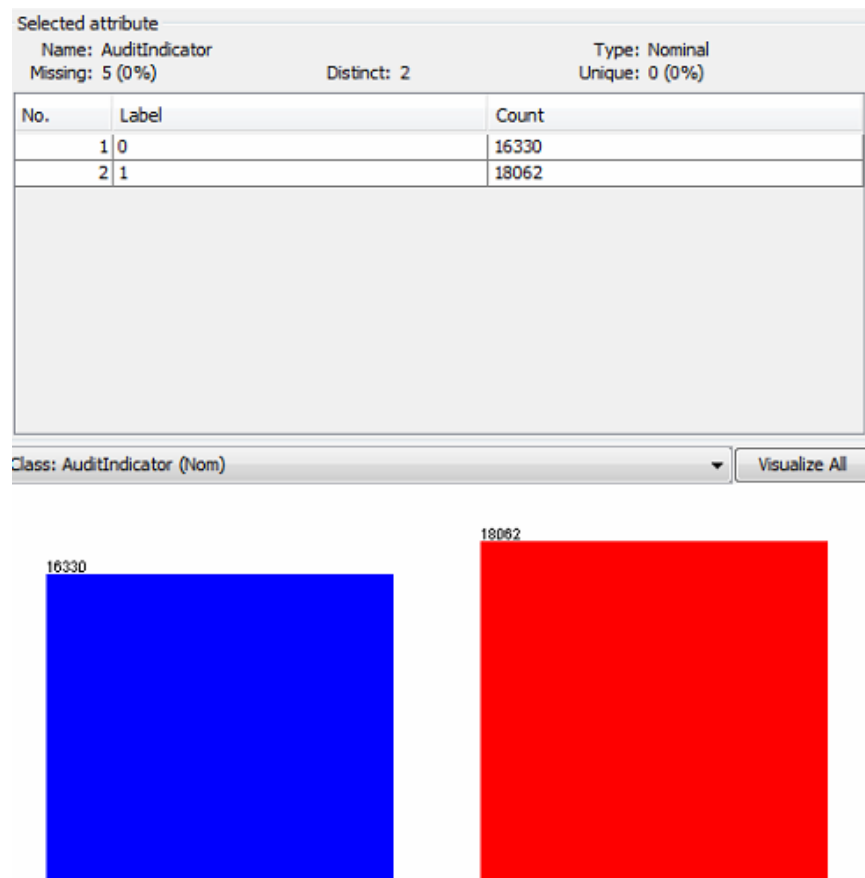 Selected attribute
Name: AuditIndicator Type: Nominal
Missing: 5 (0%) Distinct: 2 Unique: 0 (0%)
No. Label Count
1 0 16330
2 1 18062
Class: AuditIndicator (Nom) Visualize All
18062
16330